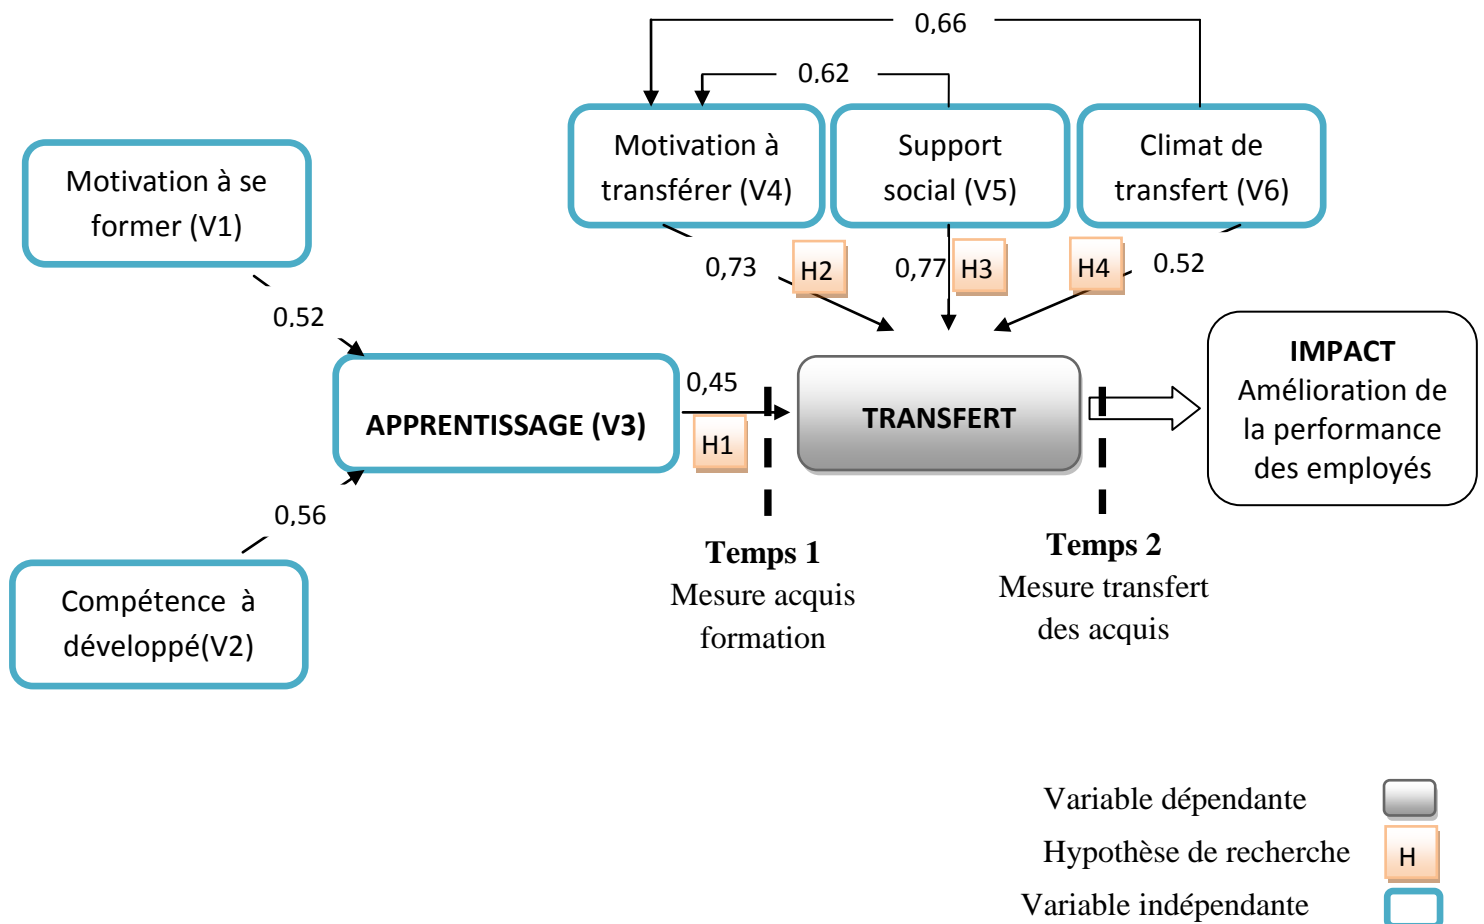 0,66
0,62
Motivation à
transférer (V4)
Support
social (V5)
Climat de
transfert (V6)
Motivation à se
former (V1)
0,73
H2
0,77
H3
H4
0,52
0,52
IMPACT
Amélioration de
la performance
des employés
APPRENTISSAGE (V3)
0,45
H1
TRANSFERT
0,56
Temps 1
Mesure acquis
formation
Temps 2
Mesure transfert
des acquis
Compétence à
développé(V2)
Variable dépendante
Hypothèse de recherche H
Variable indépendante